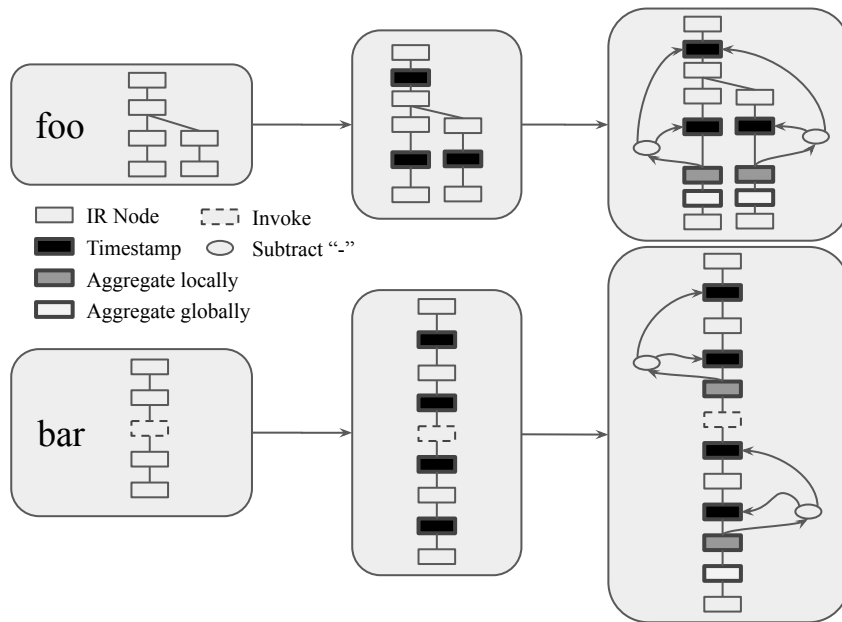 foo
IR Node
Invoke
Timestamp
Subtract “-”
Aggregate locally
Aggregate globally
bar